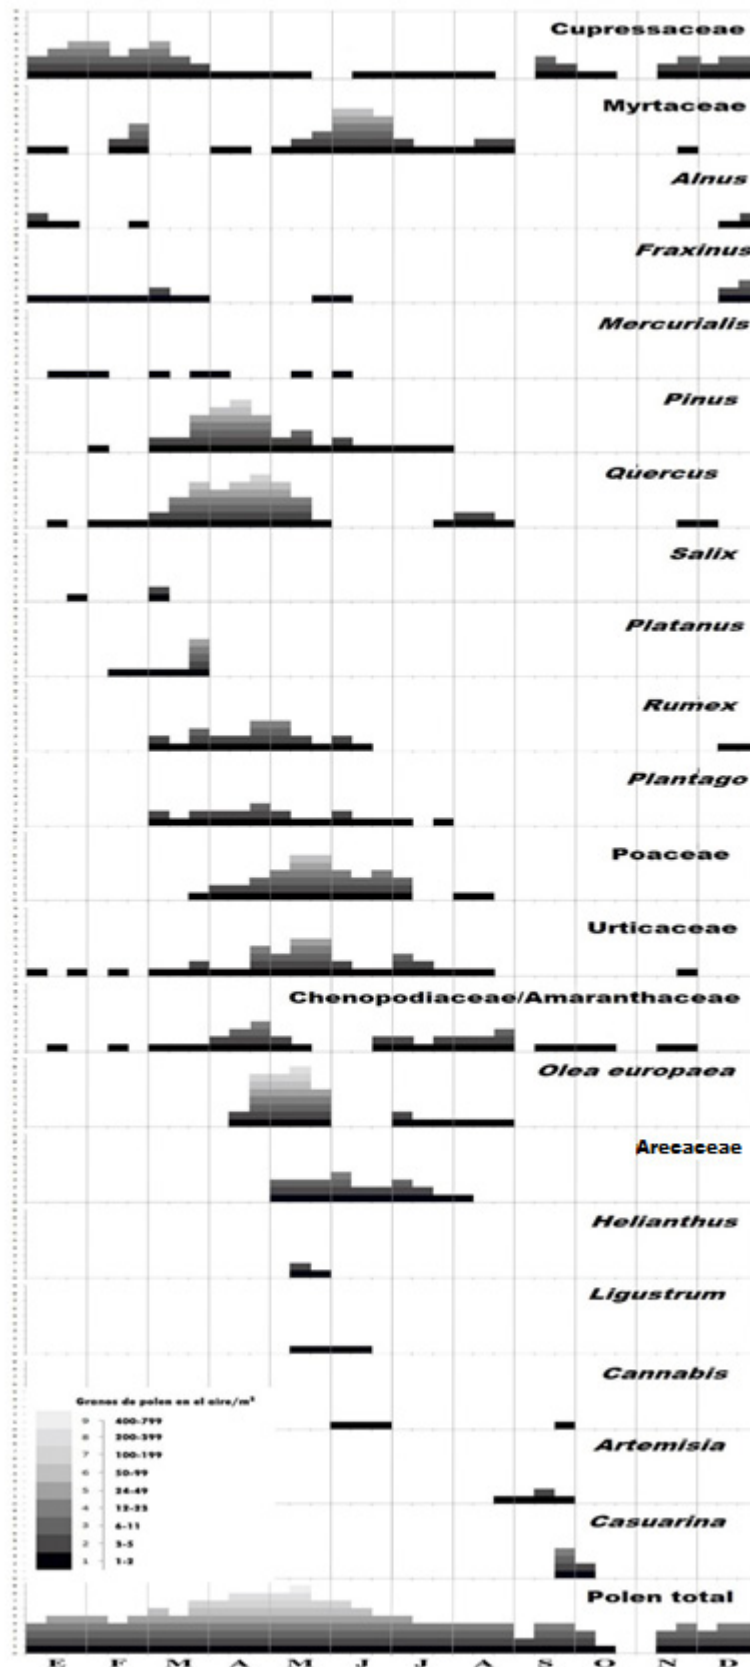 Cupressaceae
Myrtaceae
Alnus
Fraxinus
Mercurialis
Pinus
Quercus
Salix
Platanus
Rumex
Plantago
Poaceae
Urticaceae
Chenopodiaceae/Amaranthaceae
Olea europaea
Arecaceae
Helianthus
Ligustrum
Cannabis
Granos de polen en el aire/m³
9 400-799
8 200-399
7 100-199
6 50-99
5 24-49
4 12-23
3 6-11
2 3-5
1 1-2
Artemisia
Casuarina
Polen total
E F M A M J J A S O N D